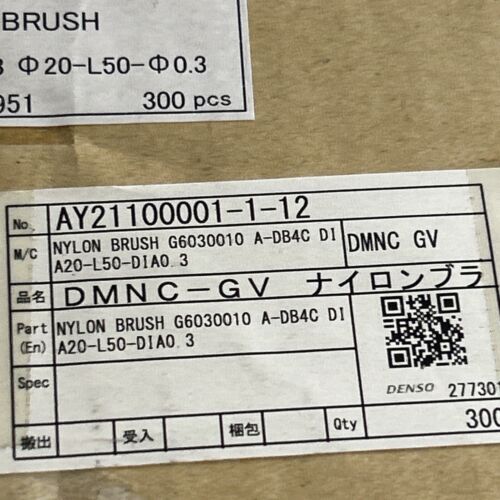 BRUSH
Φ20-L50-Φ0.3
951
300 pcs
No. AY21100001-1-12
M/C NYLON BRUSH G6030010 A-DB4C DI
A20-L50-DIA0.3
DMNC GV
品名 DMNC-GV ナイロンブラ
Part (En) NYLON BRUSH G6030010 A-DB4C DI
A20-L50-DIA0.3
Spec
DENSO 277301
搬出 受入 梱包 Qty 300